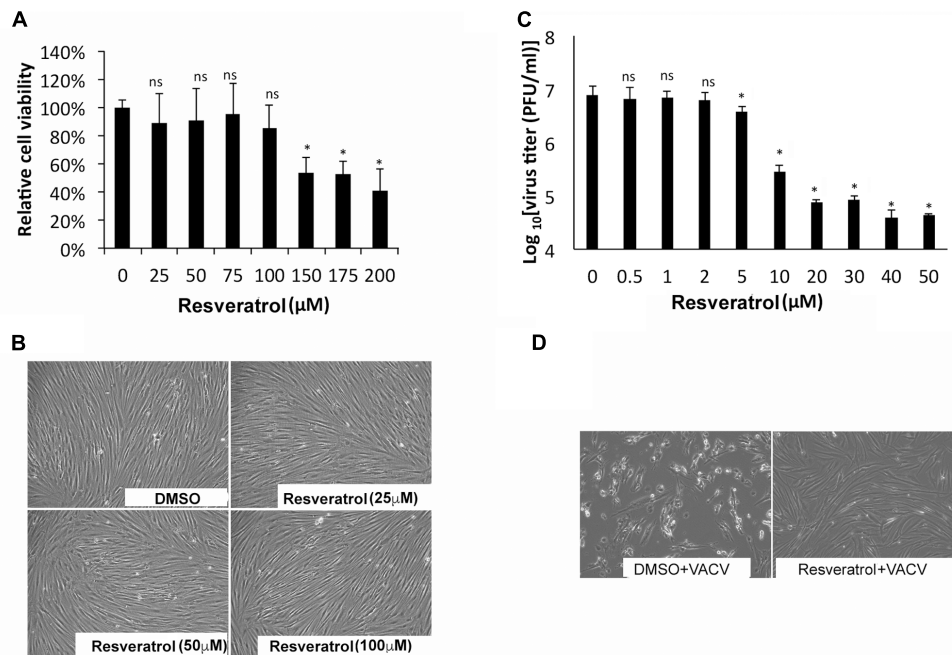 A
140%
120%
100%
80%
60%
40%
20%
0%
Relative cell viability
ns
ns
ns
ns
*
*
*
0 25 50 75 100 150 175 200
Resveratrol (μM)
B
DMSO
Resveratrol (25μM)
Resveratrol (50μM)
Resveratrol (100μM)
C
8
7
6
5
4
Log 10[virus titer (PFU/ml)]
ns
ns
ns
*
*
*
*
*
*
0 0.5 1 2 5 10 20 30 40 50
Resveratrol (μM)
D
DMSO+VACV
Resveratrol+VACV